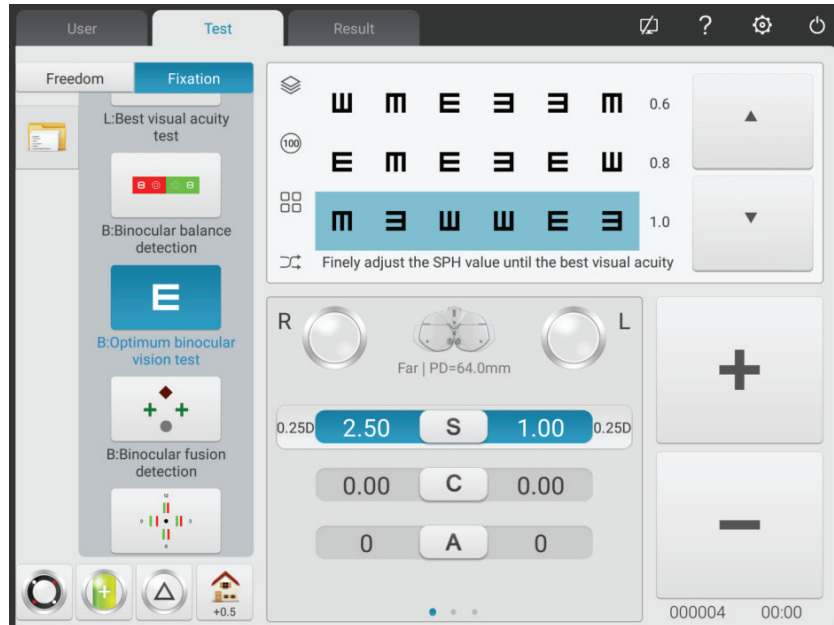 User
Test
Result
?
Freedom
Fixation
L:Best visual acuity
test
B:Binocular balance
detection
B:Optimum binocular
vision test
B:Binocular fusion
detection
+0.5
0.6
100
0.8
1.0
Finely adjust the SPH value until the best visual acuity
R
L
Far | PD=64.0mm
0.25D
2.50
S
1.00
0.25D
0.00
C
0.00
0
A
0
+
−
000004
00:00